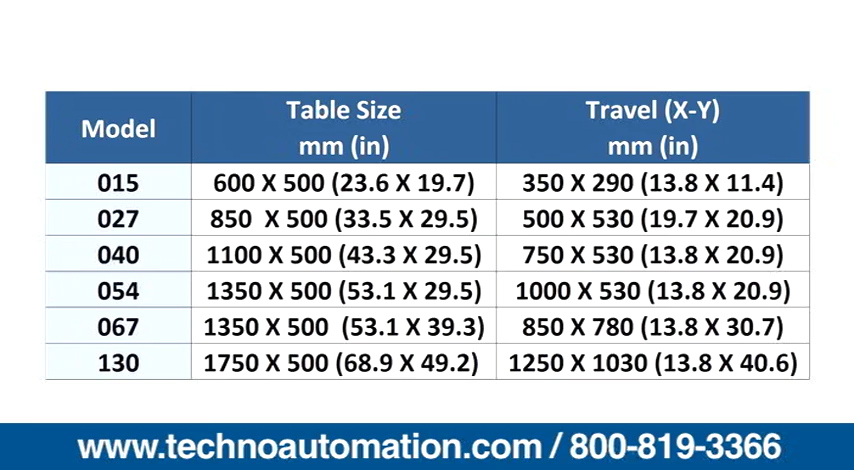 Model Table Size mm (in) Travel (X-Y) mm (in)
015 600 X 500 (23.6 X 19.7) 350 X 290 (13.8 X 11.4)
027 850 X 500 (33.5 X 29.5) 500 X 530 (19.7 X 20.9)
040 1100 X 500 (43.3 X 29.5) 750 X 530 (13.8 X 20.9)
054 1350 X 500 (53.1 X 29.5) 1000 X 530 (13.8 X 20.9)
067 1350 X 500 (53.1 X 39.3) 850 X 780 (13.8 X 30.7)
130 1750 X 500 (68.9 X 49.2) 1250 X 1030 (13.8 X 40.6)
www.technoautomation.com / 800-819-3366